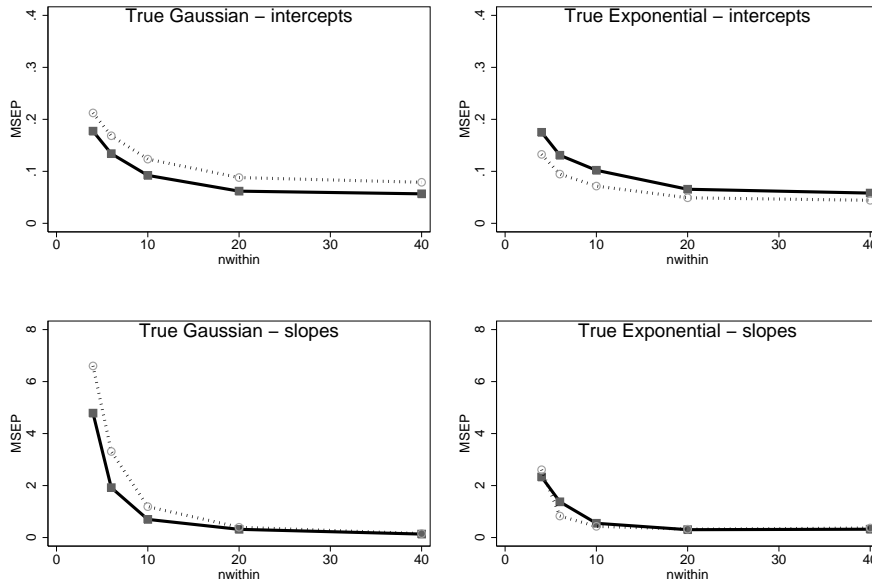 True Gaussian – intercepts
MSEP
0 .1 .2 .3 .4
0 10 20 30 40
nwithin
True Exponential – intercepts
MSEP
0 .1 .2 .3 .4
0 10 20 30 40
nwithin
True Gaussian – slopes
MSEP
0 2 4 6 8
0 10 20 30 40
nwithin
True Exponential – slopes
MSEP
0 2 4 6 8
0 10 20 30 40
nwithin